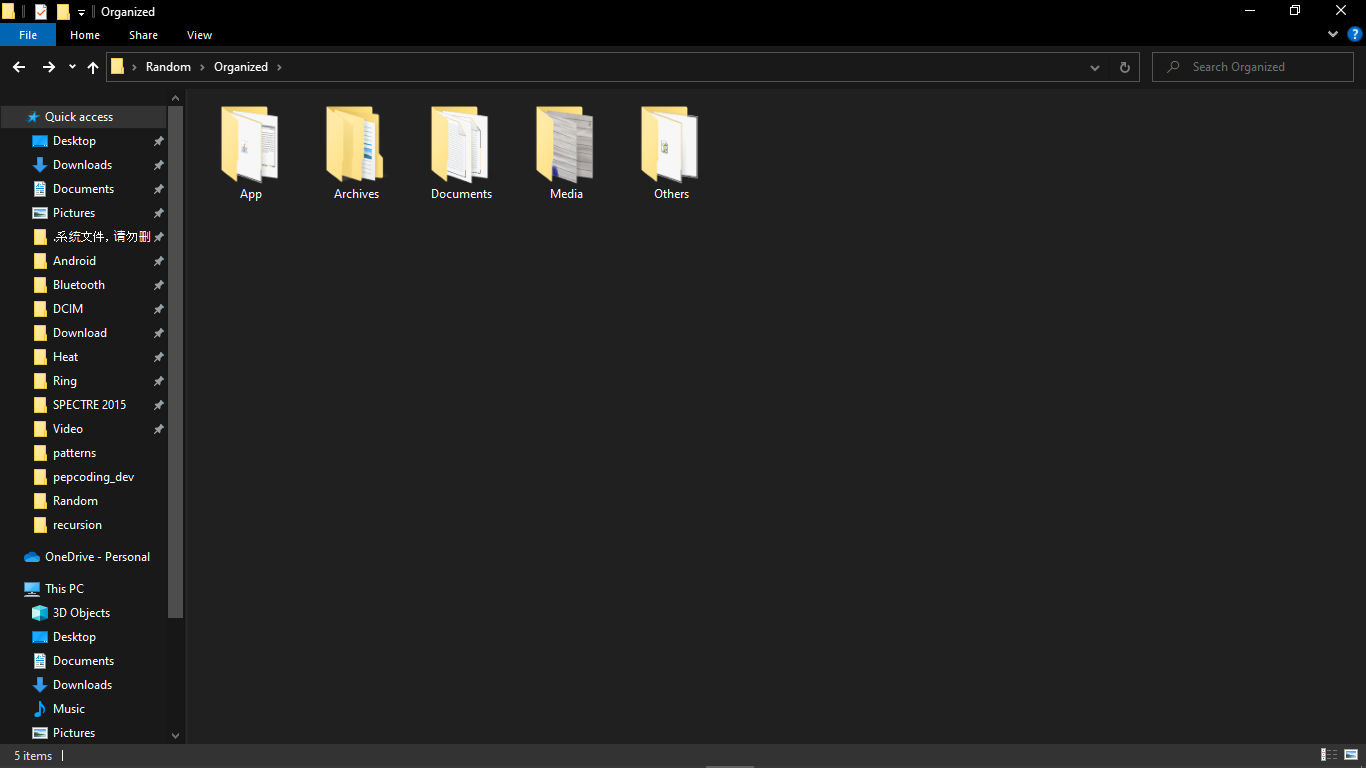 Organized
File Home Share View
Random Organized
Search Organized
Quick access
Desktop
Downloads
Documents
Pictures
.系统文件, 请勿删
Android
Bluetooth
DCIM
Download
Heat
Ring
SPECTRE 2015
Video
patterns
pepcoding_dev
Random
recursion
OneDrive - Personal
This PC
3D Objects
Desktop
Documents
Downloads
Music
Pictures
App Archives Documents Media Others
5 items